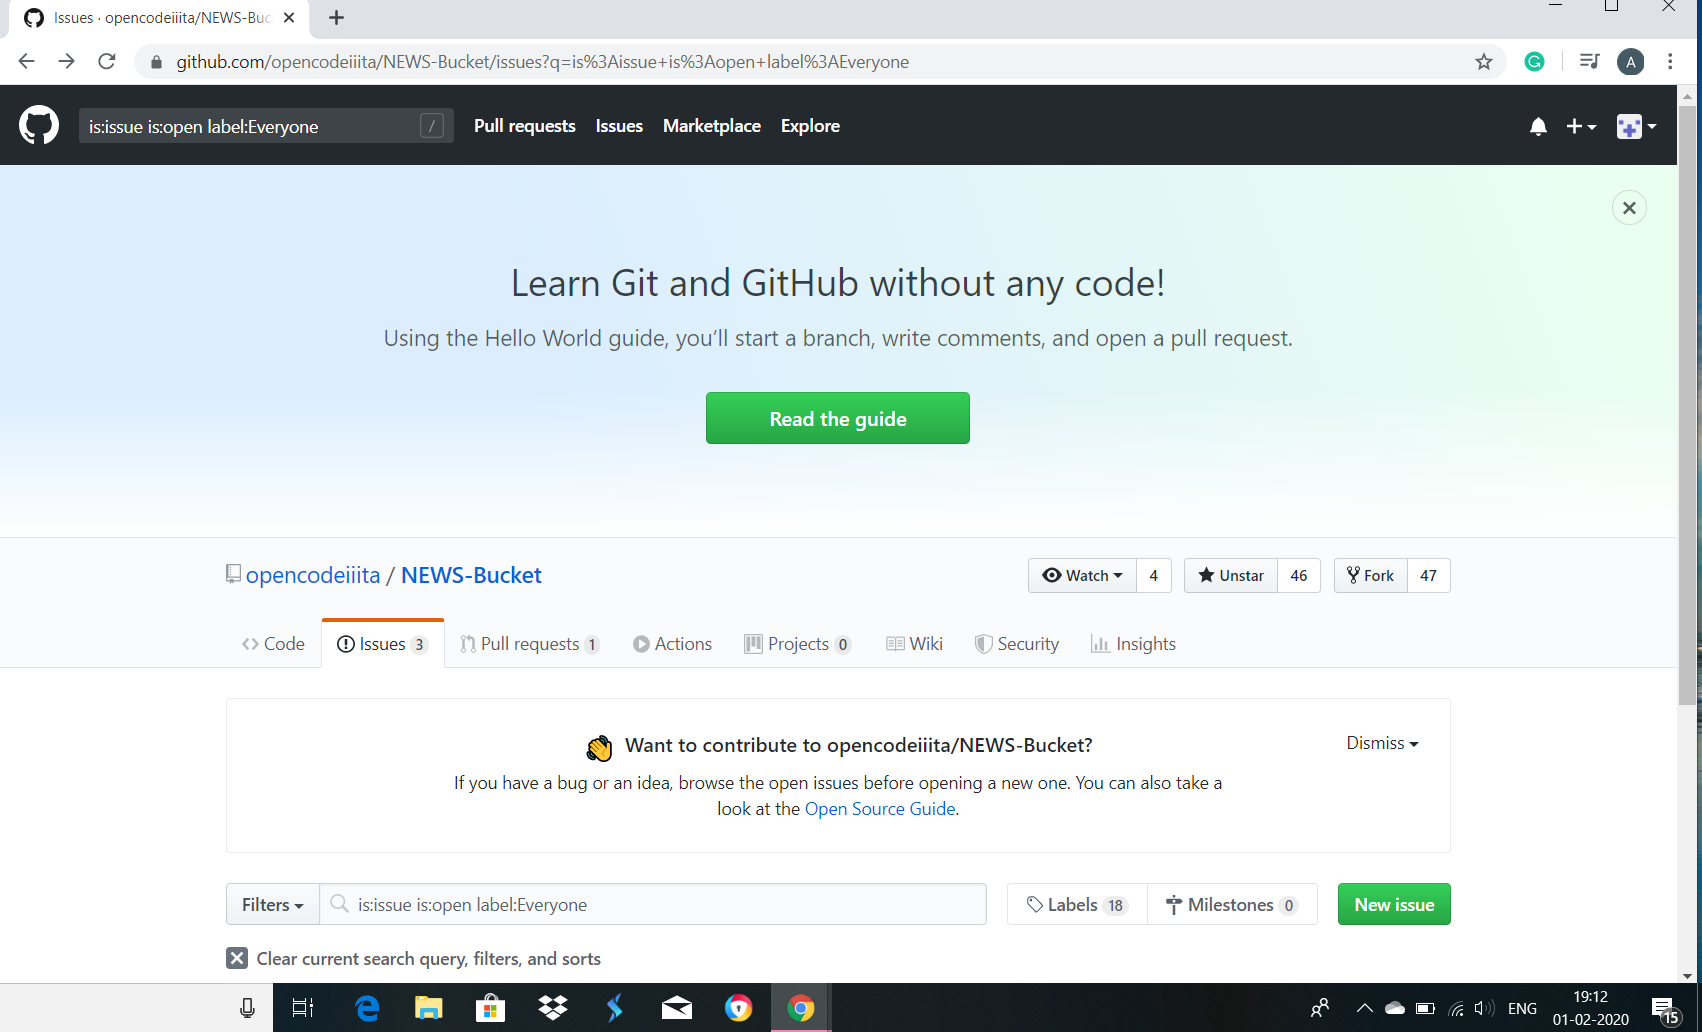 Issues · opencodeiiita/NEWS-Buc
github.com/opencodeiiita/NEWS-Bucket/issues?q=is%3Aissue+is%3Aopen+label%3AEveryone
A
is:issue is:open label:Everyone /
Pull requests Issues Marketplace Explore
Learn Git and GitHub without any code!
Using the Hello World guide, you’ll start a branch, write comments, and open a pull request.
Read the guide
opencodeiiita / NEWS-Bucket
Watch 4 Unstar 46 Fork 47
Code Issues 3 Pull requests 1 Actions Projects 0 Wiki Security Insights
Want to contribute to opencodeiiita/NEWS-Bucket?
Dismiss
If you have a bug or an idea, browse the open issues before opening a new one. You can also take a
look at the Open Source Guide.
Filters is:issue is:open label:Everyone Labels 18 Milestones 0 New issue
Clear current search query, filters, and sorts
ENG
19:12
01-02-2020
15